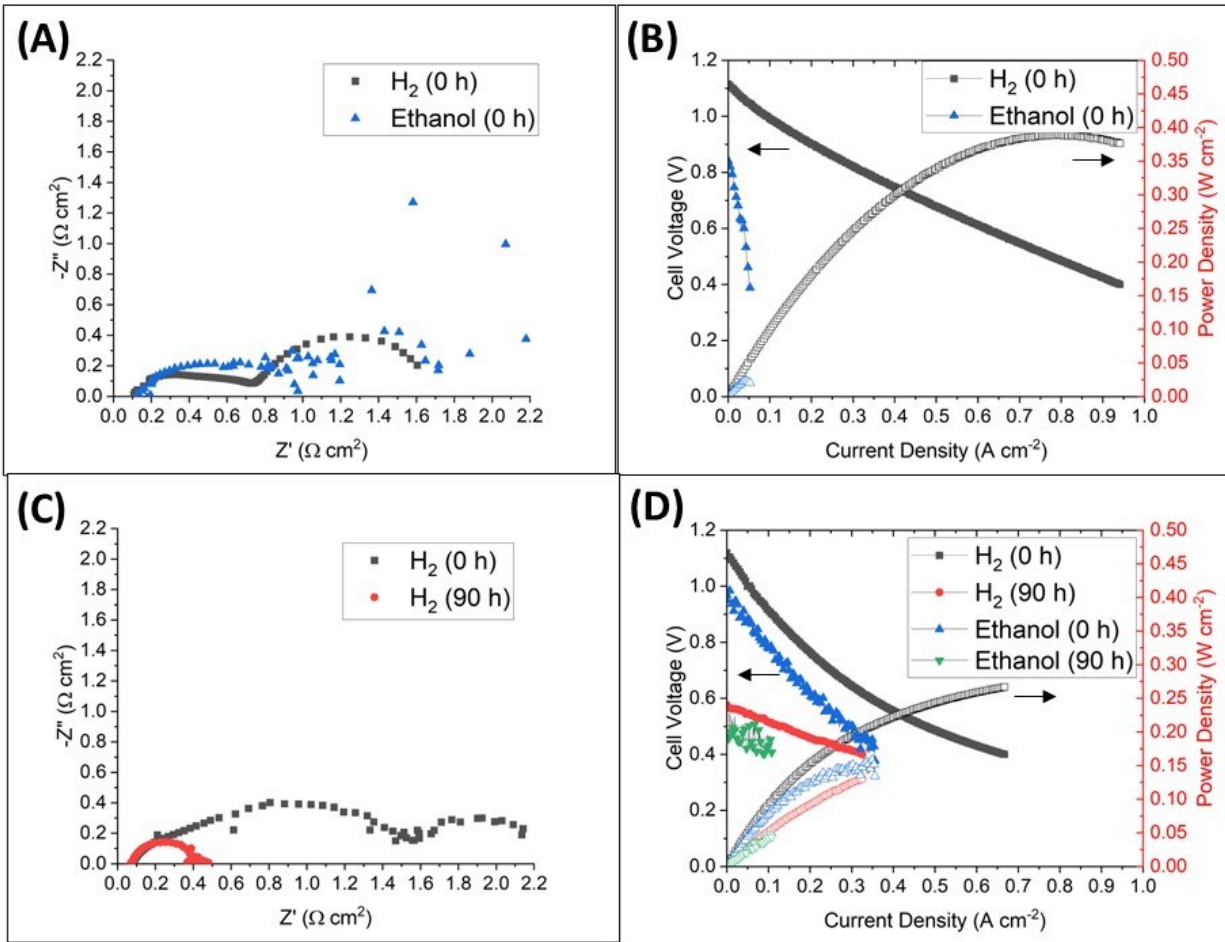 (A)
2.2
2.0
1.8
1.6
1.4
1.2
1.0
0.8
0.6
0.4
0.2
0.0
-Z" (Ω cm²)
H₂ (0 h)
Ethanol (0 h)
0.0 0.2 0.4 0.6 0.8 1.0 1.2 1.4 1.6 1.8 2.0 2.2
Z' (Ω cm²)
(B)
1.2
1.0
0.8
0.6
0.4
0.2
0.0
Cell Voltage (V)
H₂ (0 h)
Ethanol (0 h)
0.50
0.45
0.40
0.35
0.30
0.25
0.20
0.15
0.10
0.05
0.00
Power Density (W cm⁻²)
0.0 0.1 0.2 0.3 0.4 0.5 0.6 0.7 0.8 0.9 1.0
Current Density (A cm⁻²)
(C)
2.2
2.0
1.8
1.6
1.4
1.2
1.0
0.8
0.6
0.4
0.2
0.0
-Z" (Ω cm²)
H₂ (0 h)
H₂ (90 h)
0.0 0.2 0.4 0.6 0.8 1.0 1.2 1.4 1.6 1.8 2.0 2.2
Z' (Ω cm²)
(D)
1.2
1.0
0.8
0.6
0.4
0.2
0.0
Cell Voltage (V)
H₂ (0 h)
H₂ (90 h)
Ethanol (0 h)
Ethanol (90 h)
0.50
0.45
0.40
0.35
0.30
0.25
0.20
0.15
0.10
0.05
0.00
Power Density (W cm⁻²)
0.0 0.1 0.2 0.3 0.4 0.5 0.6 0.7 0.8 0.9 1.0
Current Density (A cm⁻²)